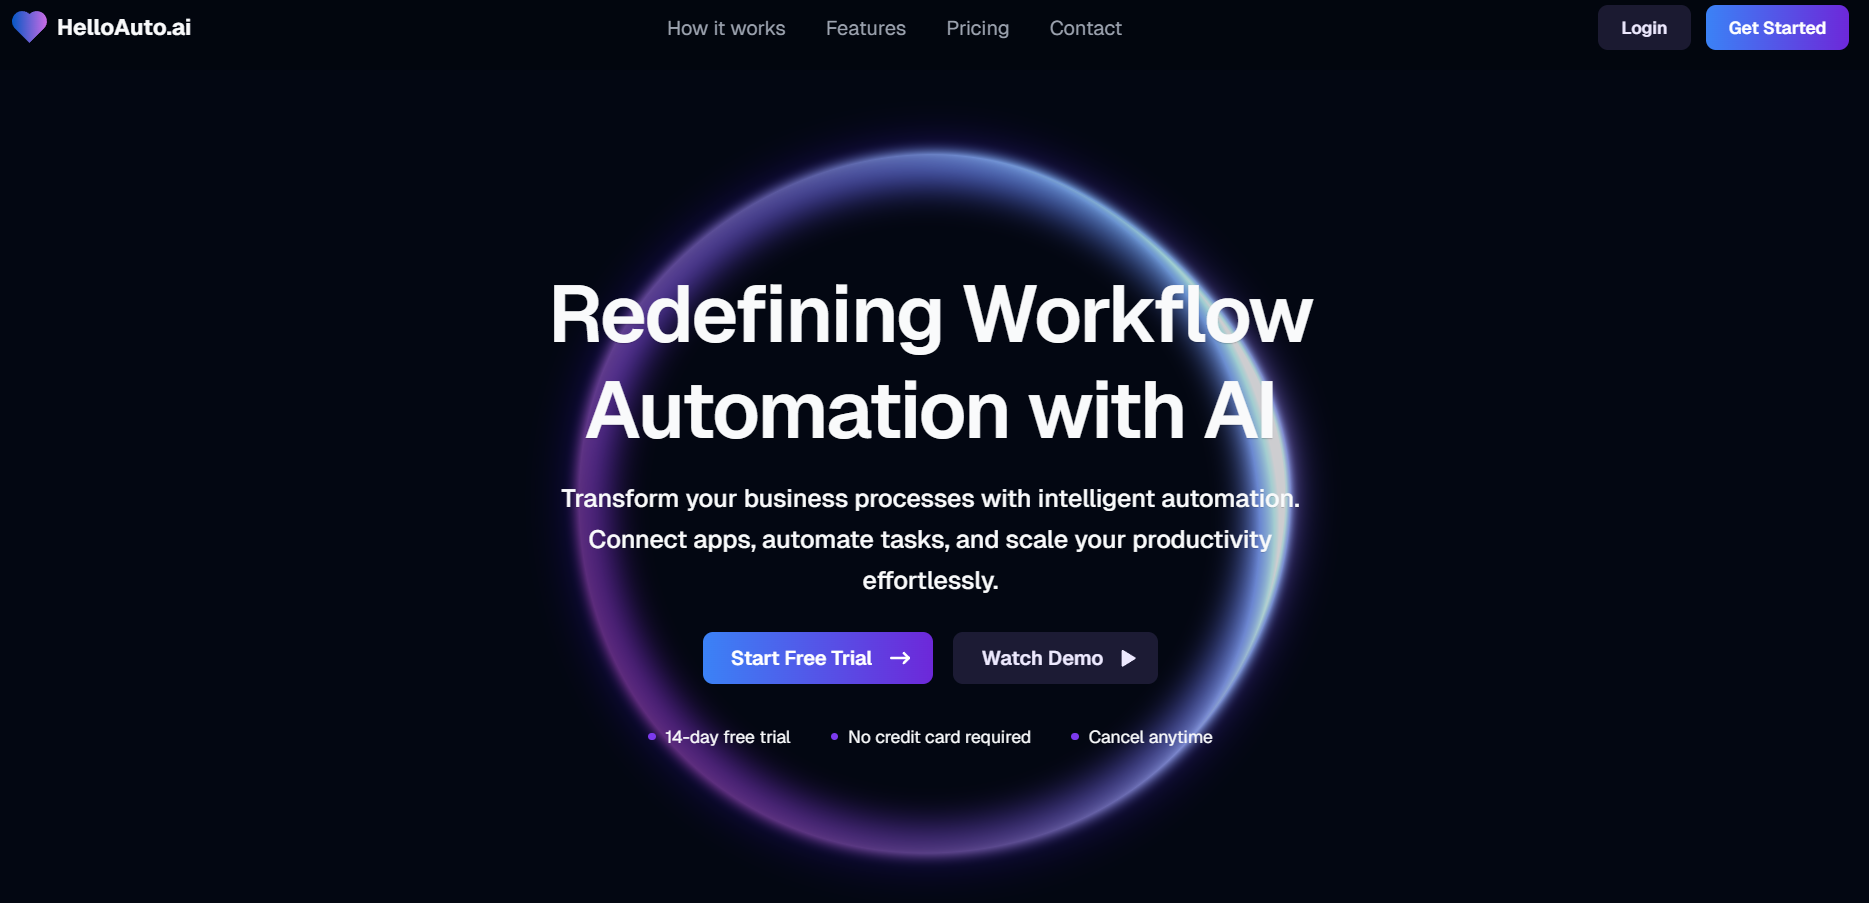 HelloAuto.ai
How it works
Features
Pricing
Contact
Login
Get Started
Redefining Workflow
Automation with AI
Transform your business processes with intelligent automation.
Connect apps, automate tasks, and scale your productivity
effortlessly.
Start Free Trial →
Watch Demo
14-day free trial
No credit card required
Cancel anytime